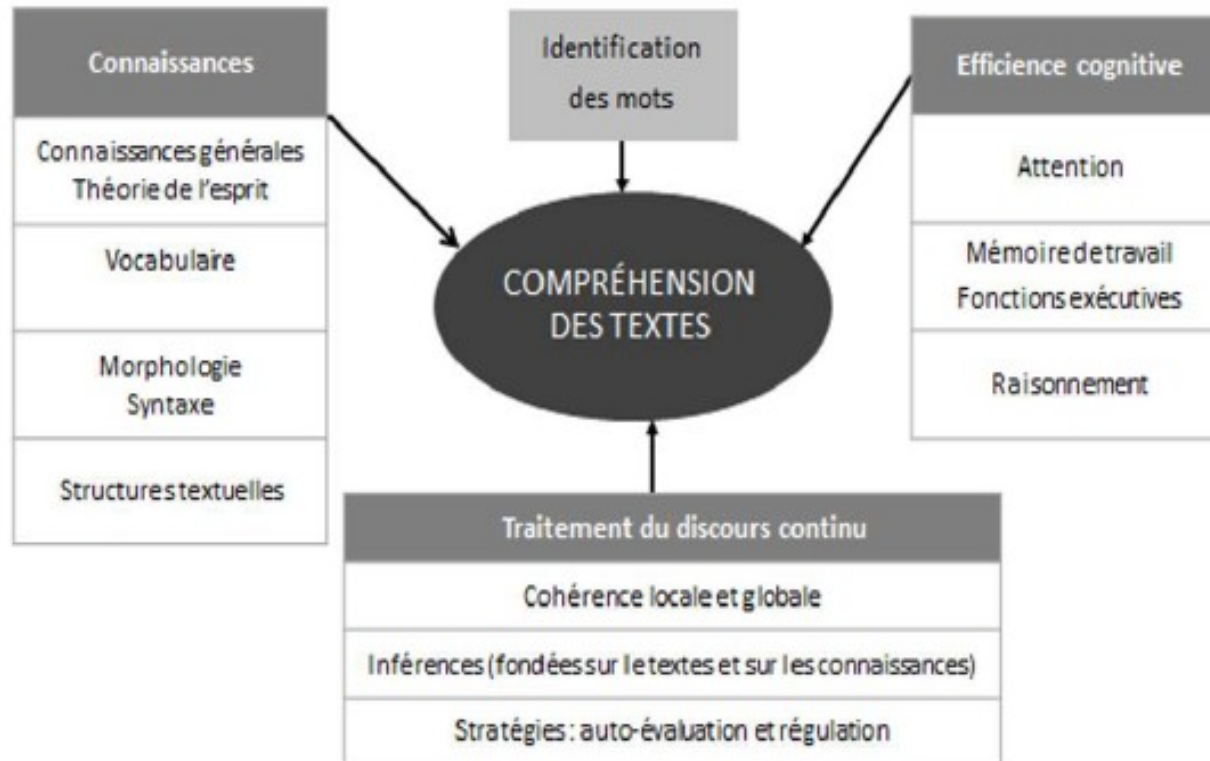 Connaissances
Connaissances générales
Théorie de l'esprit
Vocabulaire
Morphologie
Syntaxe
Structures textuelles
Identification
des mots
Efficience cognitive
Attention
Mémoire de travail
Fonctions exécutives
Raisonnement
COMPRÉHENSION
DES TEXTES
Traitement du discours continu
Cohérence locale et globale
Inférences (fondées sur le textes et sur les connaissances)
Stratégies : auto-évaluation et régulation